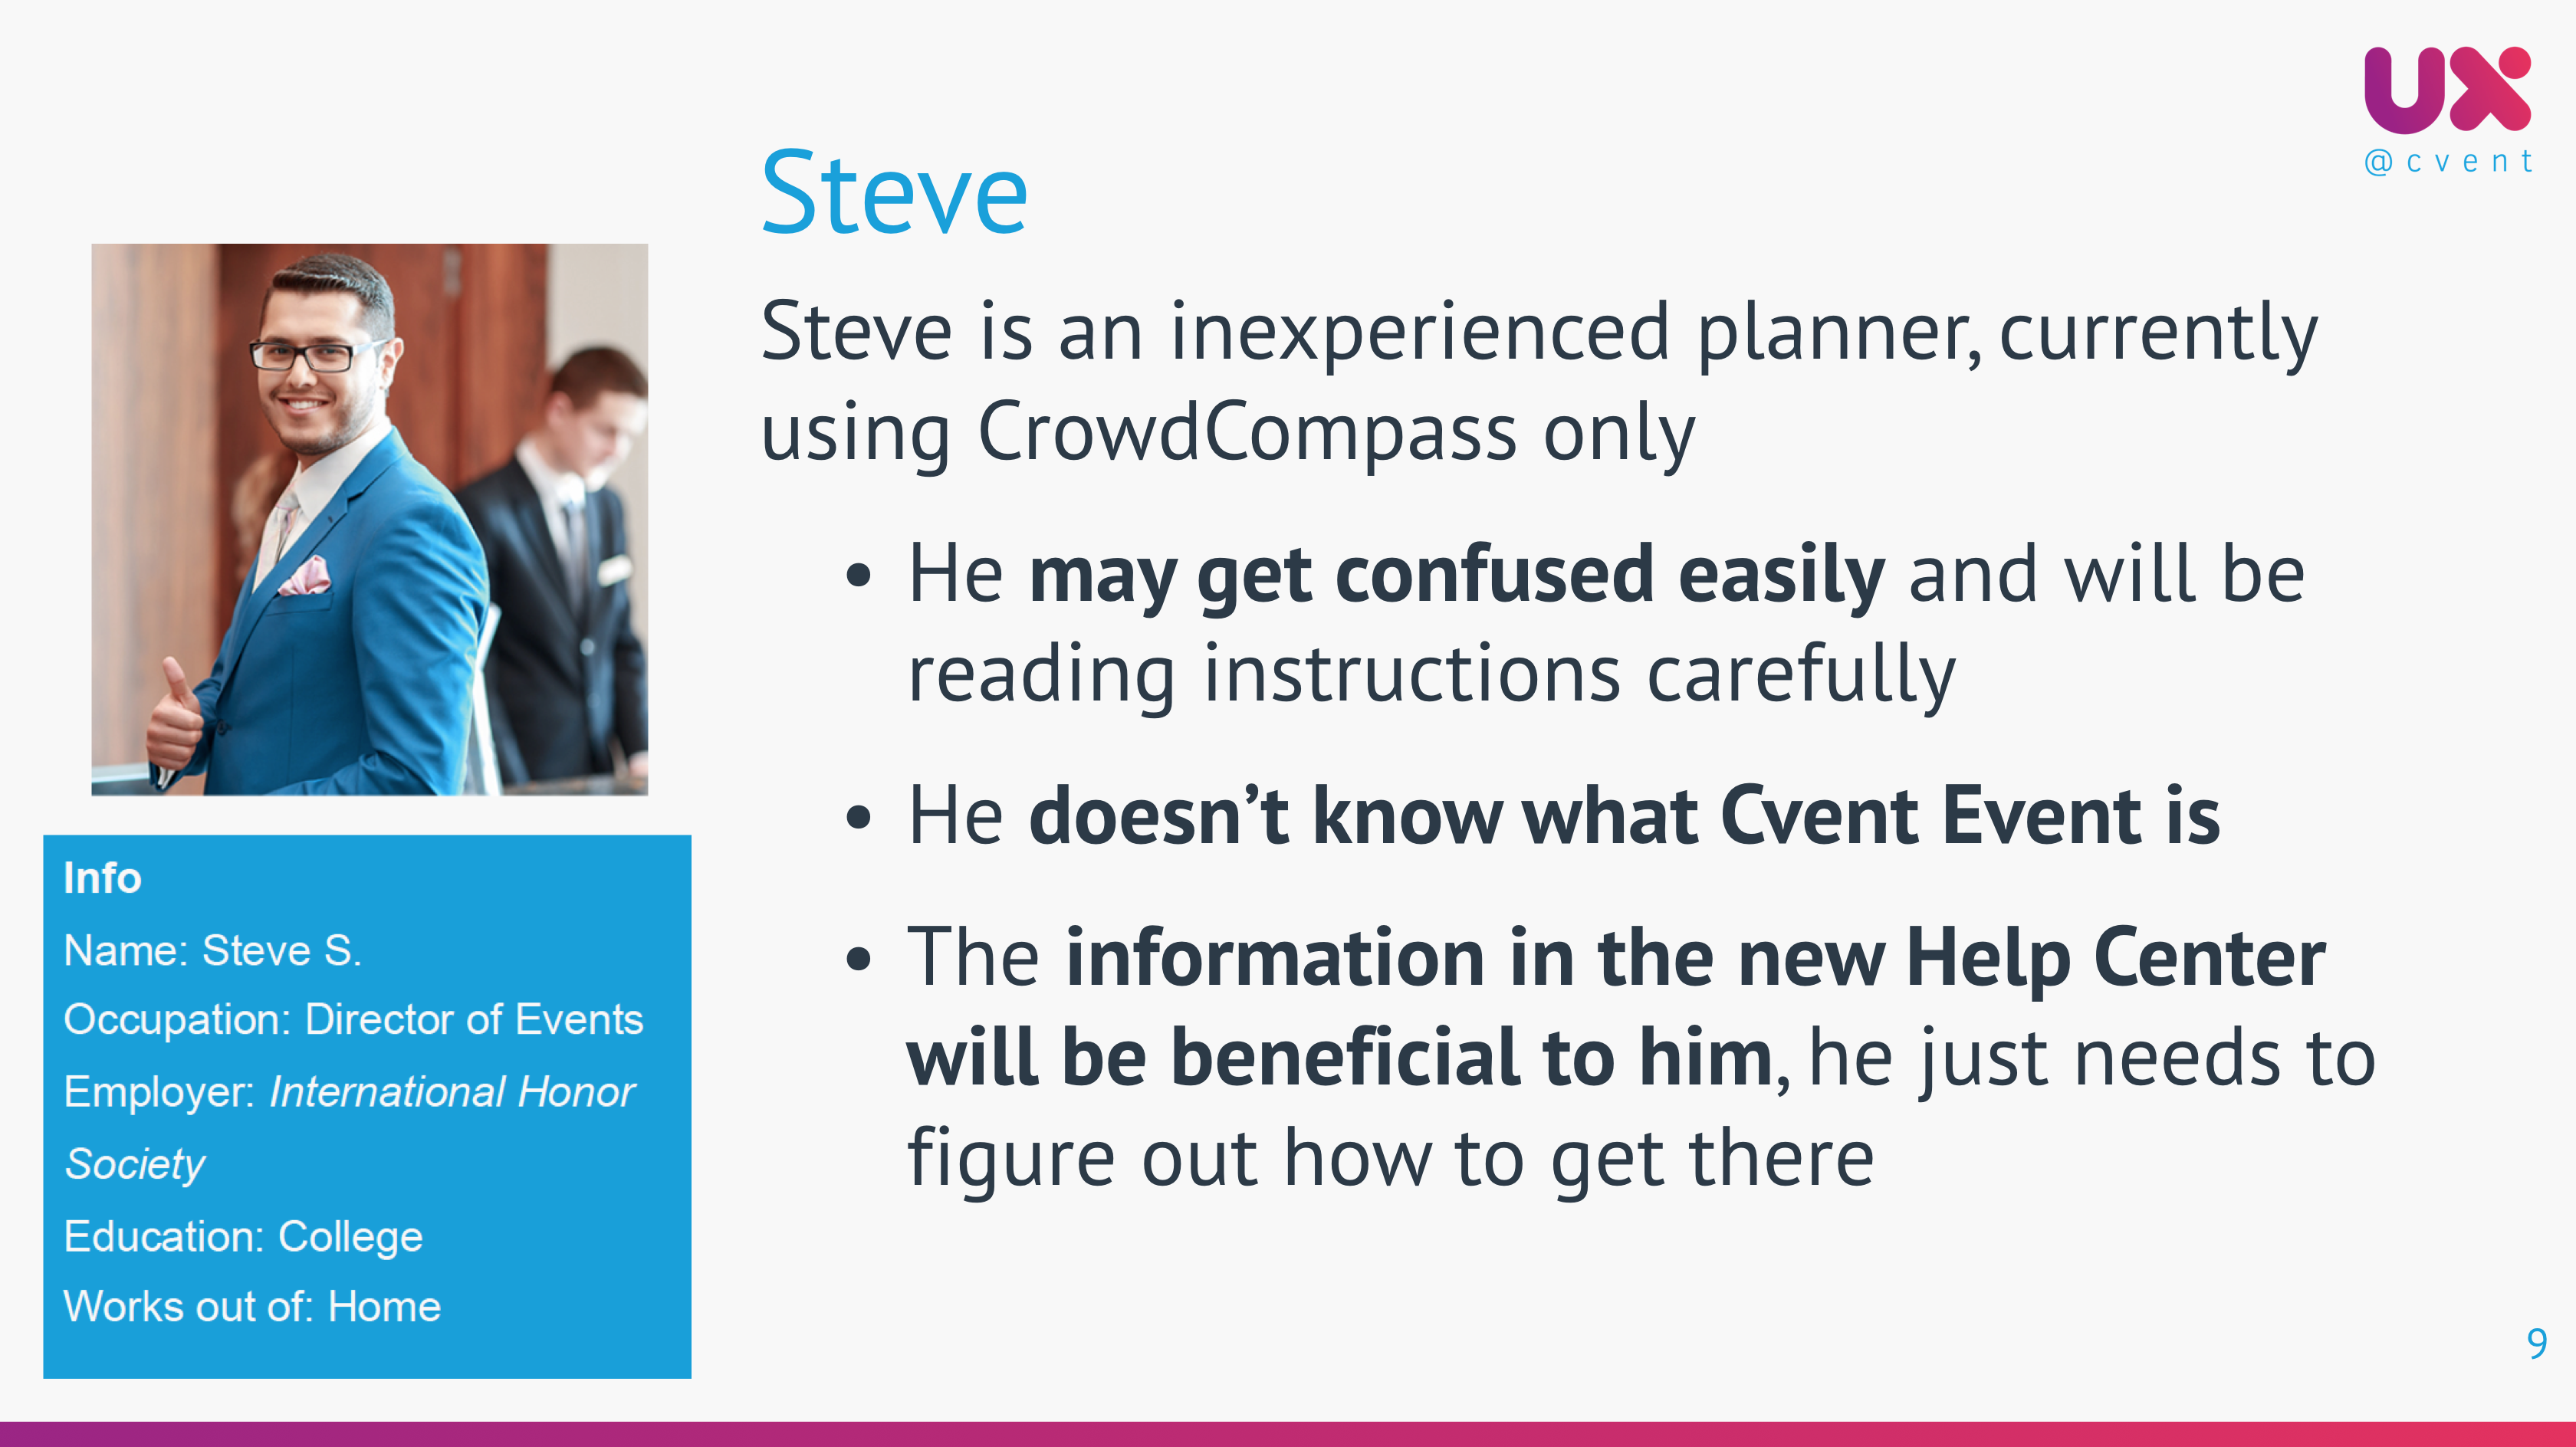 ux
@cvent
Steve
Steve is an inexperienced planner, currently
using CrowdCompass only
• He may get confused easily and will be
reading instructions carefully
• He doesn’t know what Cvent Event is
• The information in the new Help Center
will be beneficial to him, he just needs to
figure out how to get there
Info
Name: Steve S.
Occupation: Director of Events
Employer: International Honor
Society
Education: College
Works out of: Home
9